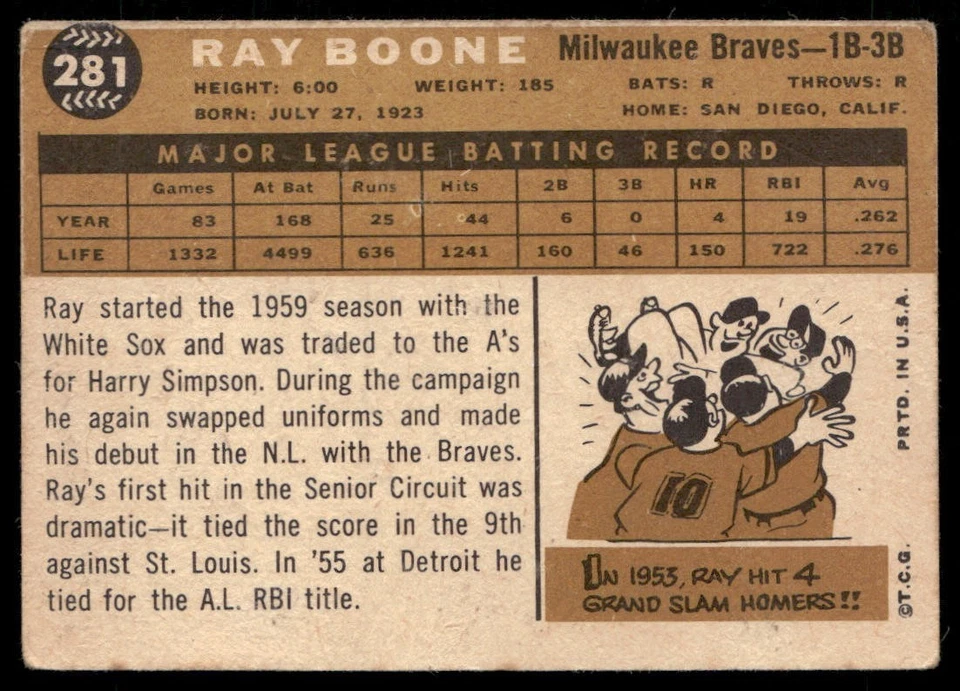 281
RAY BOONE Milwaukee Braves—1B-3B
HEIGHT: 6:00 WEIGHT: 185 BATS: R THROWS: R
BORN: JULY 27, 1923 HOME: SAN DIEGO, CALIF.
MAJOR LEAGUE BATTING RECORD
Games At Bat Runs Hits 2B 3B HR RBI Avg
YEAR 83 168 25 44 6 0 4 19 .262
LIFE 1332 4499 636 1241 160 46 150 722 .276
Ray started the 1959 season with the
White Sox and was traded to the A's
for Harry Simpson. During the campaign
he again swapped uniforms and made
his debut in the N.L. with the Braves.
Ray's first hit in the Senior Circuit was
dramatic—it tied the score in the 9th
against St. Louis. In '55 at Detroit he
tied for the A.L. RBI title.
10
IN 1953, RAY HIT 4
GRAND SLAM HOMERS!!
PRTD. IN U.S.A.
©T.C.G.